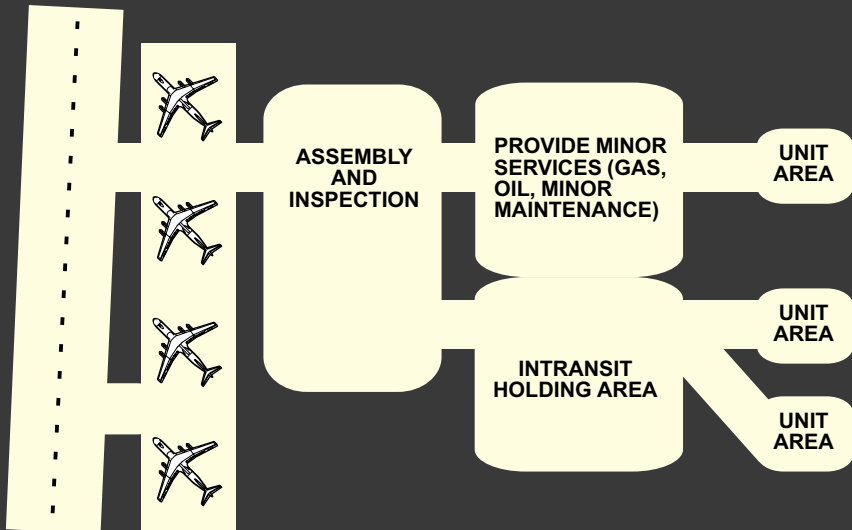 ASSEMBLY
AND
INSPECTION
PROVIDE MINOR
SERVICES (GAS,
OIL, MINOR
MAINTENANCE)
UNIT
AREA
UNIT
AREA
INTRANSIT
HOLDING AREA
UNIT
AREA